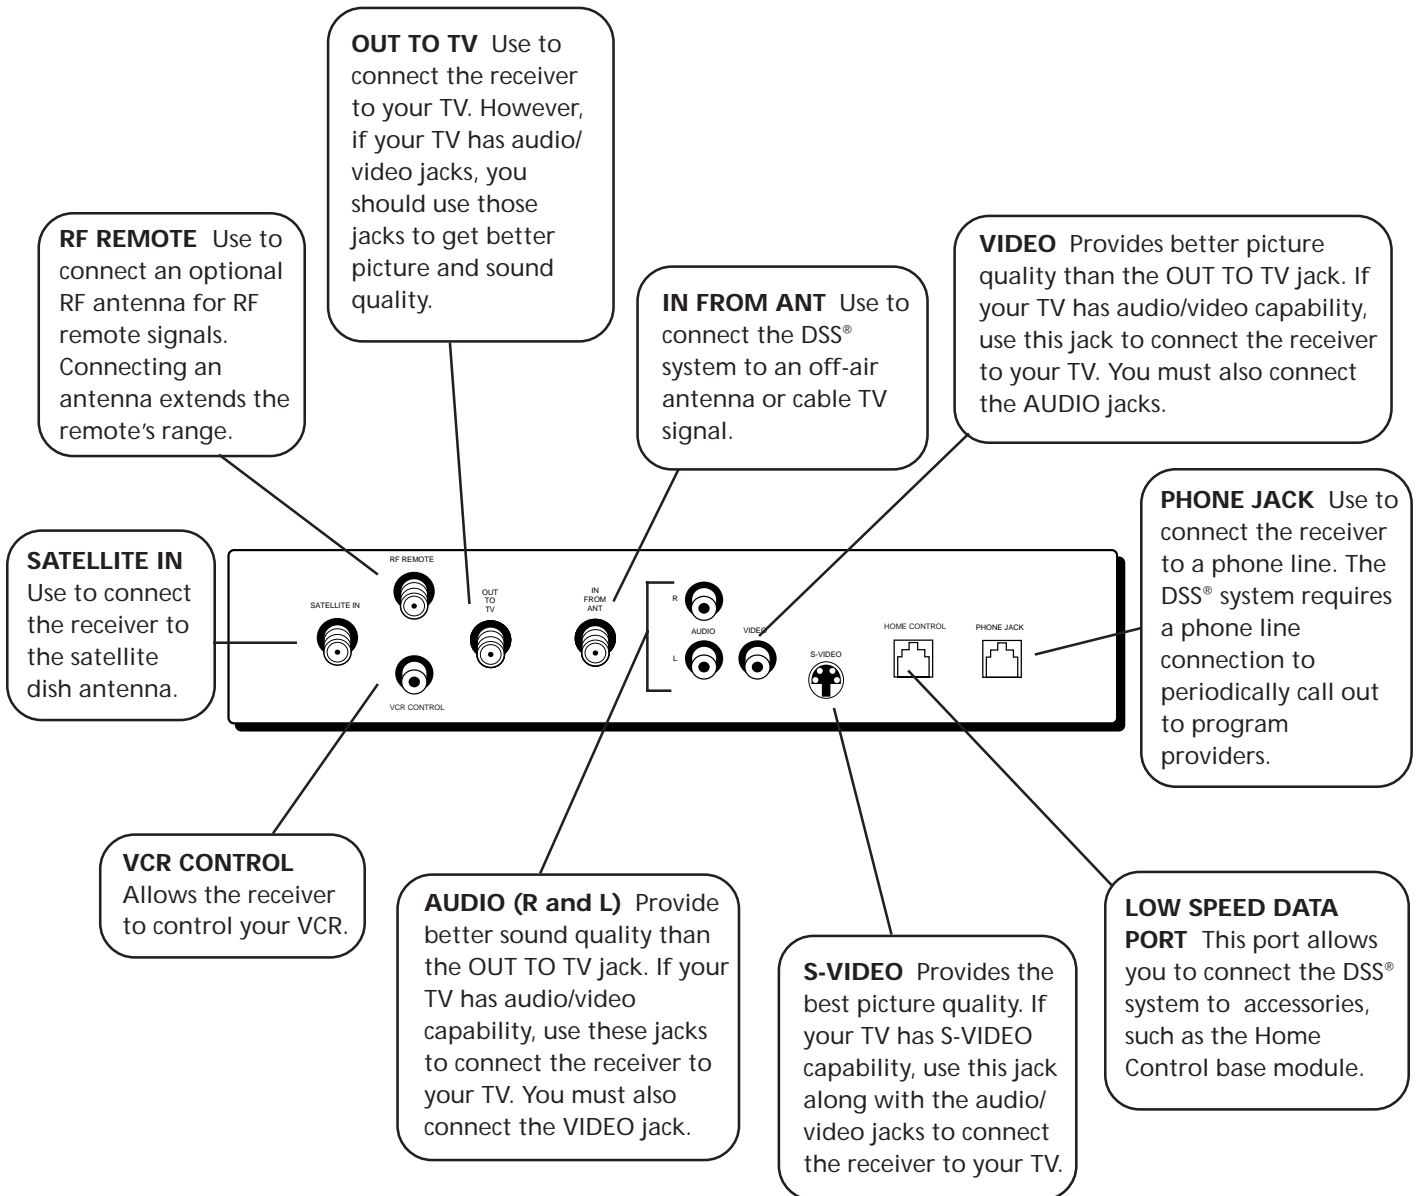 OUT TO TV Use to
connect the receiver
to your TV. However,
if your TV has audio/
video jacks, you
should use those
jacks to get better
picture and sound
quality.
RF REMOTE Use to
connect an optional
RF antenna for RF
remote signals.
Connecting an
antenna extends the
remote's range.
IN FROM ANT Use to
connect the DSS®
system to an off-air
antenna or cable TV
signal.
VIDEO Provides better picture
quality than the OUT TO TV jack. If
your TV has audio/video capability,
use this jack to connect the receiver
to your TV. You must also connect
the AUDIO jacks.
PHONE JACK Use to
connect the receiver
to a phone line. The
DSS® system requires
a phone line
connection to
periodically call out
to program
providers.
SATELLITE IN
Use to connect
the receiver to
the satellite
dish antenna.
SATELLITE IN
RF REMOTE
VCR CONTROL
OUT
TO
TV
IN
FROM
ANT
R
AUDIO
L
VIDEO
S-VIDEO
HOME CONTROL
PHONE JACK
VCR CONTROL
Allows the receiver
to control your VCR.
AUDIO (R and L) Provide
better sound quality than
the OUT TO TV jack. If your
TV has audio/video
capability, use these jacks
to connect the receiver to
your TV. You must also
connect the VIDEO jack.
S-VIDEO Provides the
best picture quality. If
your TV has S-VIDEO
capability, use this jack
along with the audio/
video jacks to connect
the receiver to your TV.
LOW SPEED DATA
PORT This port allows
you to connect the DSS®
system to accessories,
such as the Home
Control base module.